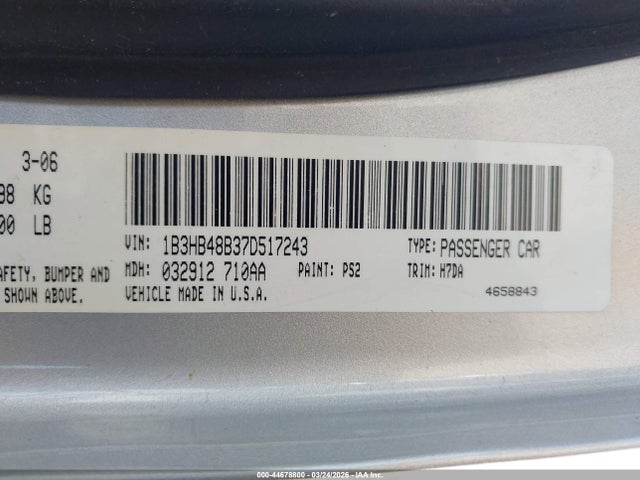 3-06
98 KG
00 LB
VIN: 1B3HB48B37D517243 TYPE: PASSENGER CAR
AFETY, BUMPER AND MDH: 032912 710AA PAINT: PS2 TRIM: H7DA
SHOWN ABOVE. VEHICLE MADE IN U.S.A. 4658843
000-44678800 - 03/24/2026 - IAA Inc.